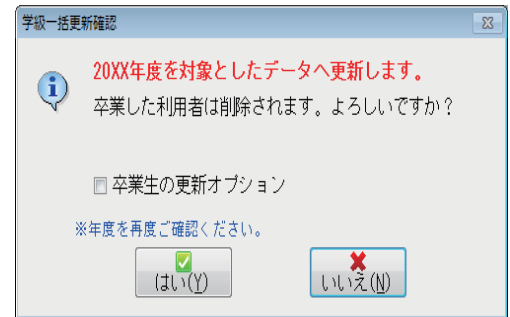 学級一括更新確認
20XX年度を対象としたデータへ更新します。
卒業した利用者は削除されます。よろしいですか？
卒業生の更新オプション
※年度を再度ご確認ください。
はい(Y)
いいえ(N)